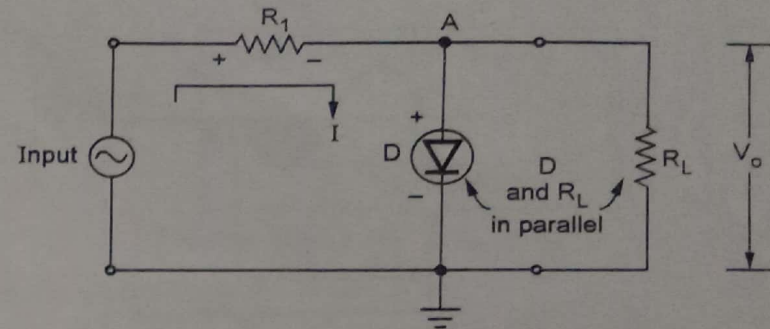 R1
A
+ −
I
+
Input
D
D
and RL
in parallel
RL
Vo
−